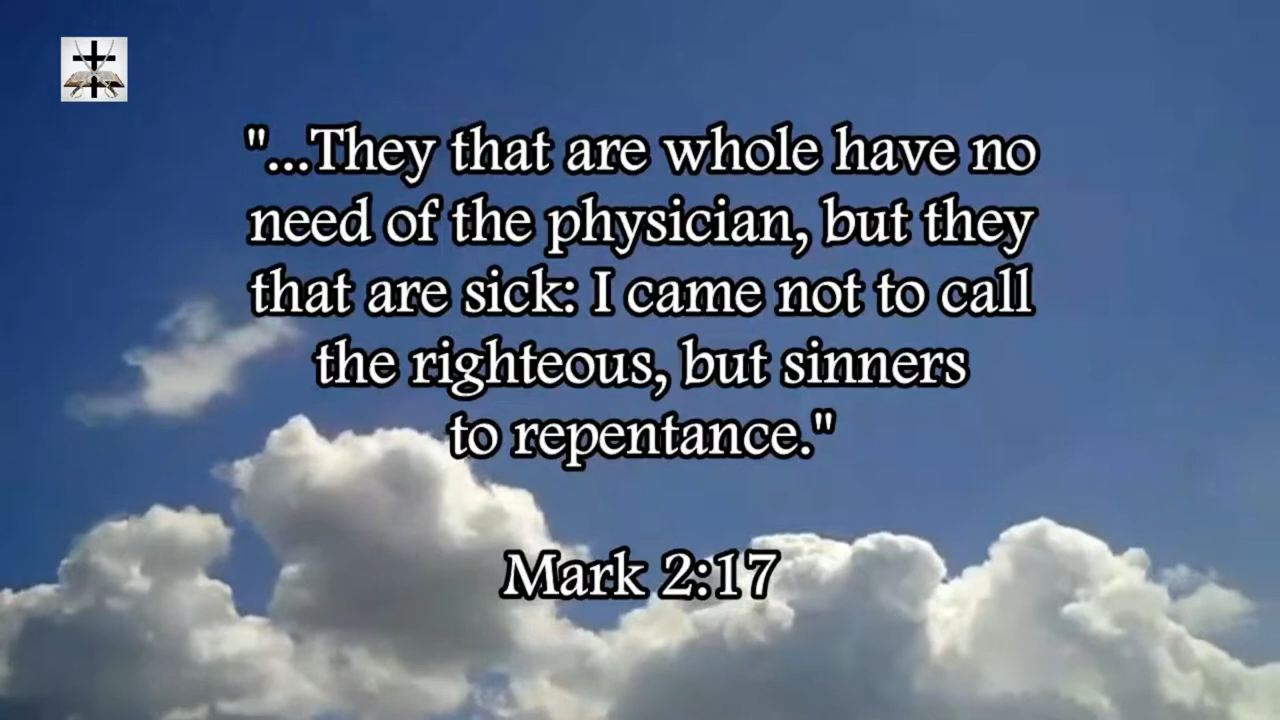 "...They that are whole have no
need of the physician, but they
that are sick: I came not to call
the righteous, but sinners
to repentance."
Mark 2:17